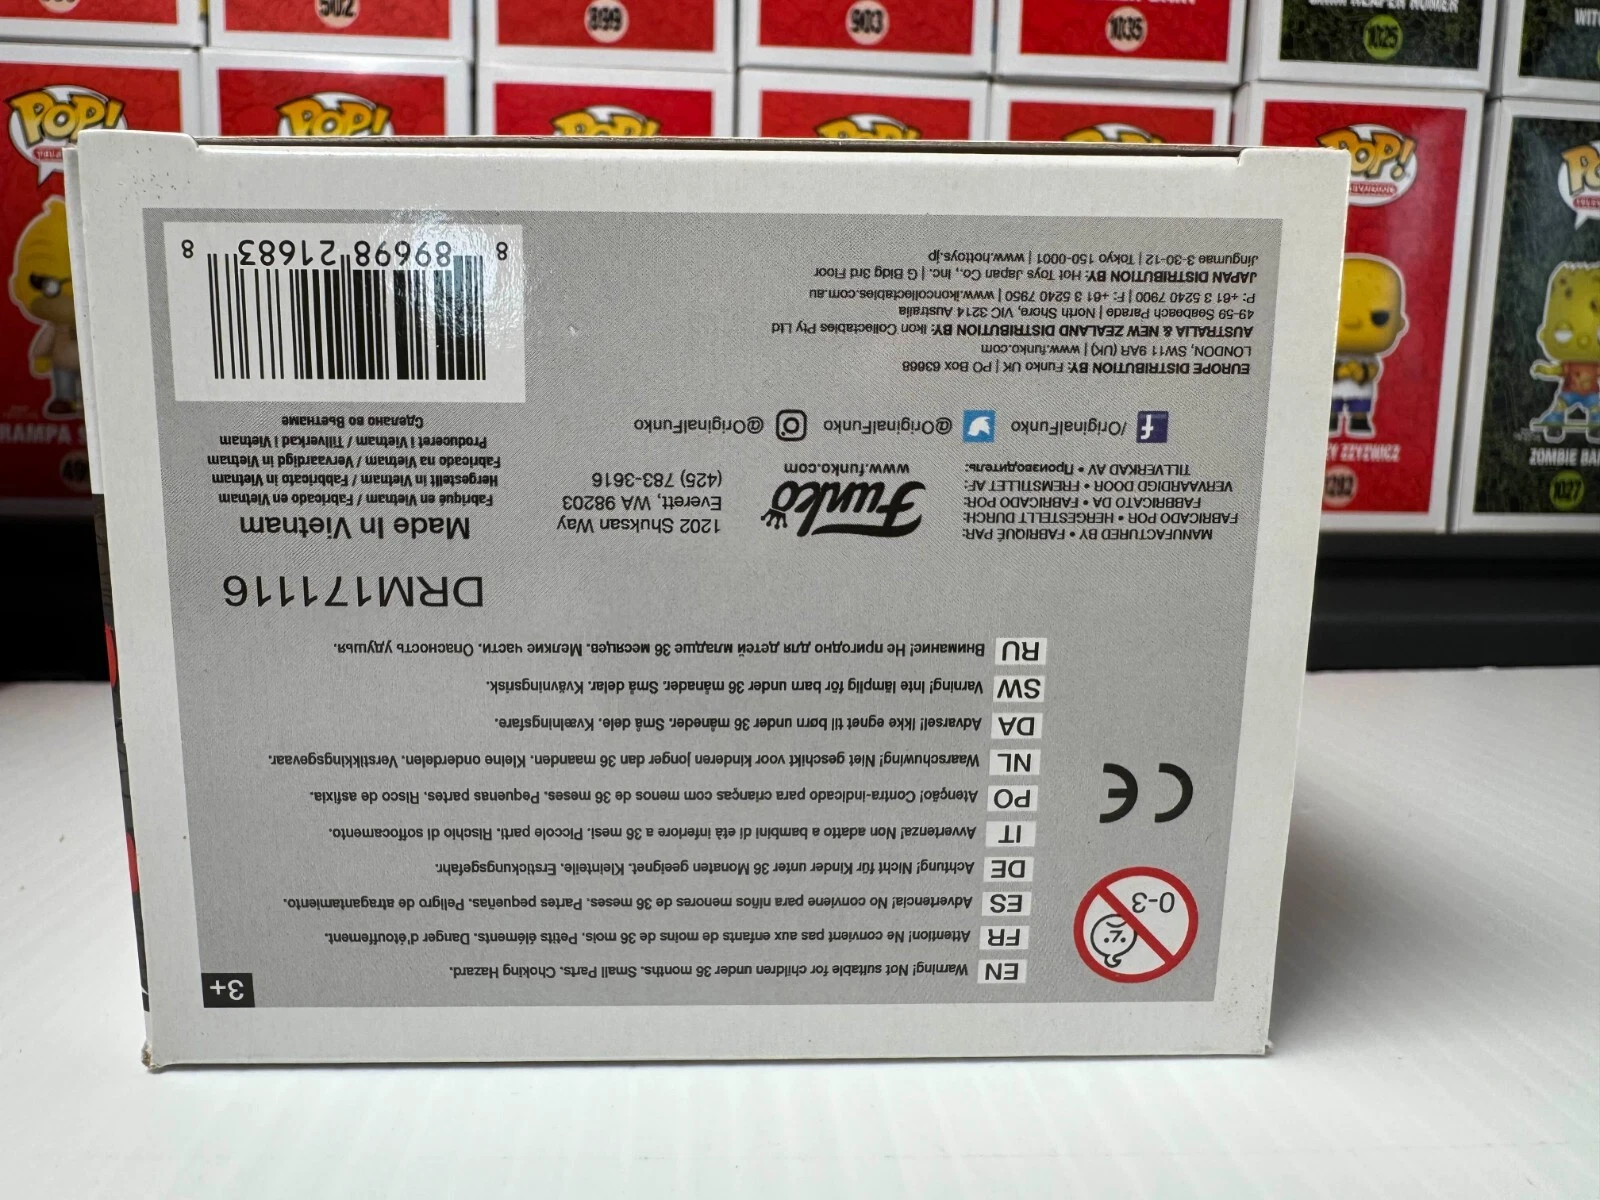 EN Warning! Not suitable for children under 36 months. Small Parts. Choking Hazard.
FR Attention! Ne convient pas aux enfants de moins de 36 mois. Petits éléments. Danger d'étouffement.
ES Advertencia! No conviene para niños menores de 36 meses. Partes pequeñas. Peligro de atragantamiento.
DE Achtung! Nicht für Kinder unter 36 Monaten geeignet. Kleinteile. Erstickungsgefahr.
IT Avvertenza! Non adatto a bambini di età inferiore a 36 mesi. Piccole parti. Rischio di soffocamento.
PO Atenção! Contra-indicado para crianças com menos de 36 meses. Pequenas partes. Risco de asfixia.
NL Waarschuwing! Niet geschikt voor kinderen jonger dan 36 maanden. Kleine onderdelen. Verstikkingsgevaar.
DA Advarsel! Ikke egnet til børn under 36 måneder. Små dele. Kvælningsfare.
SW Varning! Inte lämplig för barn under 36 månader. Små delar. Kvävningsrisk.
RU Внимание! Не пригодно для детей младше 36 месяцев. Мелкие части. Опасность удушья.
3+
0-3
CE
DRM171116
MANUFACTURED BY • FABRIQUÉ PAR:
FABRICADO POR • HERGESTELLT DURCH:
FABBRICATO DA • FABRICADO POR:
VERVAARDIGD DOOR • FREMSTILLET AF:
TILLVERKAD AV • Производитель:
Funko
www.funko.com
1202 Shuksan Way
Everett, WA 98203
(425) 783-3616
Made In Vietnam
Fabriqué en Vietnam / Fabricado en Vietnam
Hergestellt in Vietnam / Fabbricato in Vietnam
Fabricado na Vietnam / Vervaardigd in Vietnam
Produceret i Vietnam / Tillverkad i Vietnam
Сделано во Вьетнаме
/OriginalFunko
@OriginalFunko
@OriginalFunko
EUROPE DISTRIBUTION BY: Funko UK | PO Box 63668
LONDON, SW11 9AR (UK) | www.funko.com
AUSTRALIA & NEW ZEALAND DISTRIBUTION BY: Ikon Collectables Pty Ltd
49-59 Seabeach Parade | North Shore, VIC 3214 Australia
P: +61 3 5240 7900 | F: +61 3 5240 7950 | www.ikoncollectables.com.au
JAPAN DISTRIBUTION BY: Hot Toys Japan Co., Inc. | G Bldg 3rd Floor
Jingumae 3-30-12 | Tokyo 150-0001 | www.hottoys.jp
8 89698 21683 8
502
899
903
1035
1025
POP!
POP!
POP!
1027